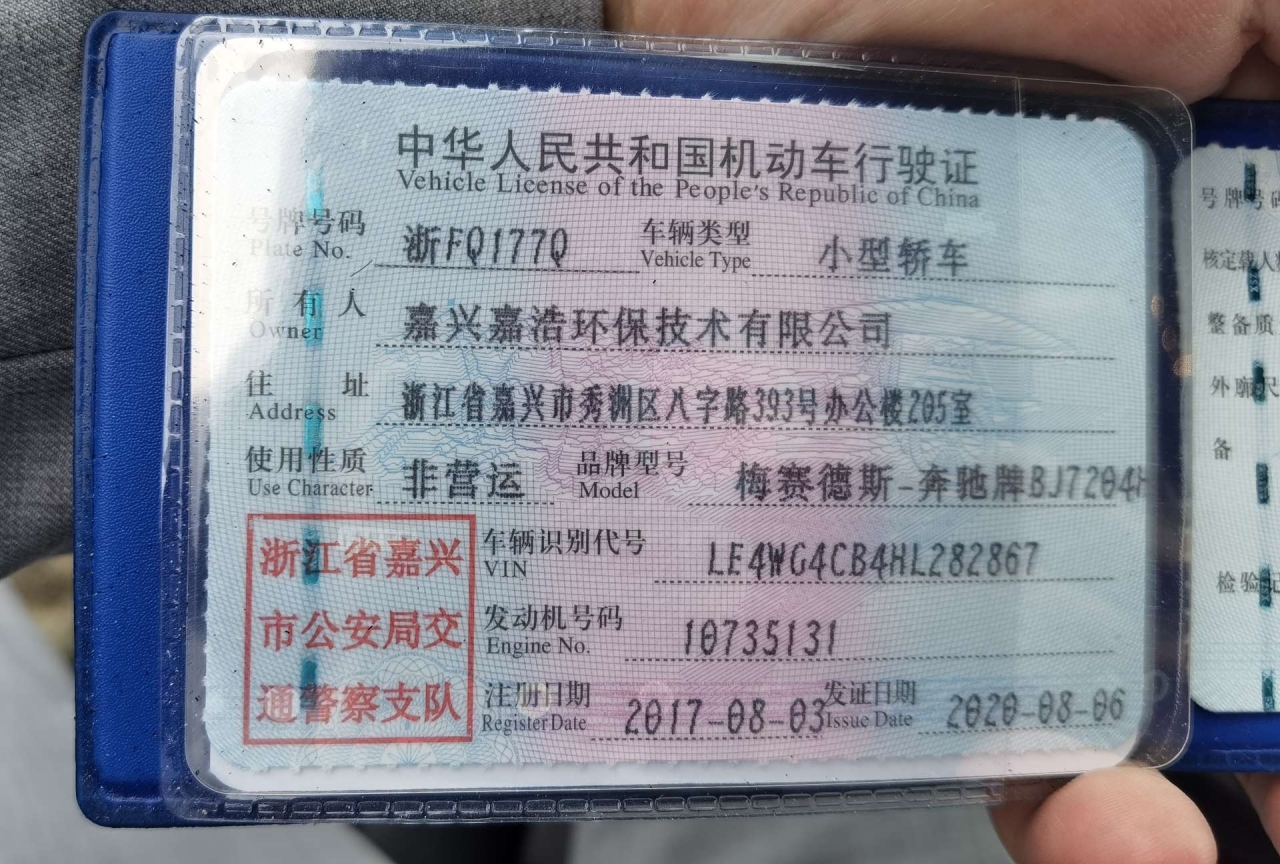 中华人民共和国机动车行驶证
Vehicle License of the People's Republic of China
号牌号码 浙FQ177Q 车辆类型 小型轿车
Plate No. Vehicle Type
所有人 嘉兴嘉浩环保技术有限公司
Owner
住址 浙江省嘉兴市秀洲区八字路393号办公楼205室
Address
使用性质 非营运 品牌型号 梅赛德斯-奔驰牌BJ7204H
Use Character Model
浙江省嘉兴
市公安局交
通警察支队
车辆识别代号 LE4WG4CB4HL282867
VIN
发动机号码 10735131
Engine No.
注册日期 2017-08-03 发证日期 2020-08-06
Register Date Issue Date
号牌号码
核定载人数
整备质
外廓尺
备
检验记